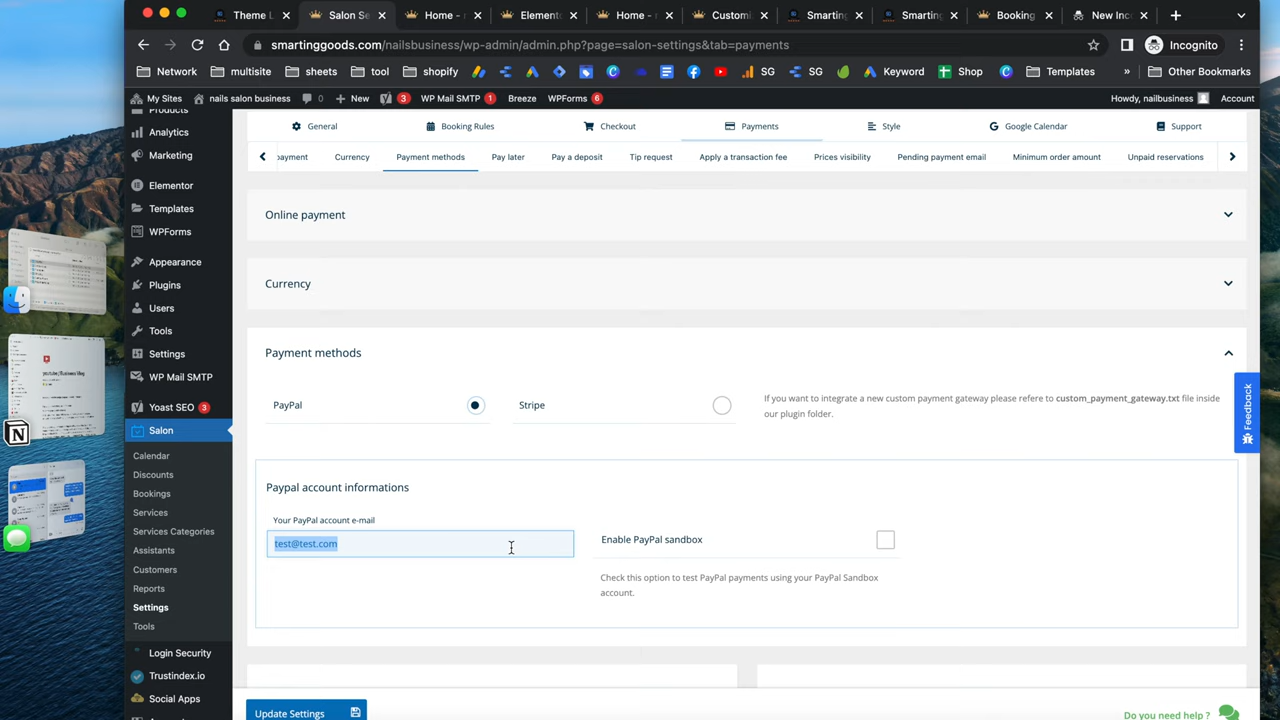 Theme L
Salon Se
Home -
Elemento
Home -
Customi
Smarting
Smarting
Booking
New Inc
smartinggoods.com/nailsbusiness/wp-admin/admin.php?page=salon-settings&tab=payments
Incognito
Network
multisite
sheets
tool
shopify
SG
SG
Keyword
Shop
Templates
»
Other Bookmarks
My Sites
nails salon business
0
New
3
WP Mail SMTP 1
Breeze
WPForms 6
Howdy, nailbusiness
Account
Products
Analytics
Marketing
Elementor
Templates
WPForms
Appearance
Plugins
Users
Tools
Settings
WP Mail SMTP
Yoast SEO 3
Salon
Calendar
Discounts
Bookings
Services
Services Categories
Assistants
Customers
Reports
Settings
Tools
Login Security
Trustindex.io
Social Apps
General
Booking Rules
Checkout
Payments
Style
Google Calendar
Support
payment
Currency
Payment methods
Pay later
Pay a deposit
Tip request
Apply a transaction fee
Prices visibility
Pending payment email
Minimum order amount
Unpaid reservations
Online payment
Currency
Payment methods
PayPal
Stripe
If you want to integrate a new custom payment gateway please refere to custom_payment_gateway.txt file inside
our plugin folder.
Paypal account informations
Your PayPal account e-mail
test@test.com
Enable PayPal sandbox
Check this option to test PayPal payments using your PayPal Sandbox
account.
Feedback
Update Settings
Do you need help ?